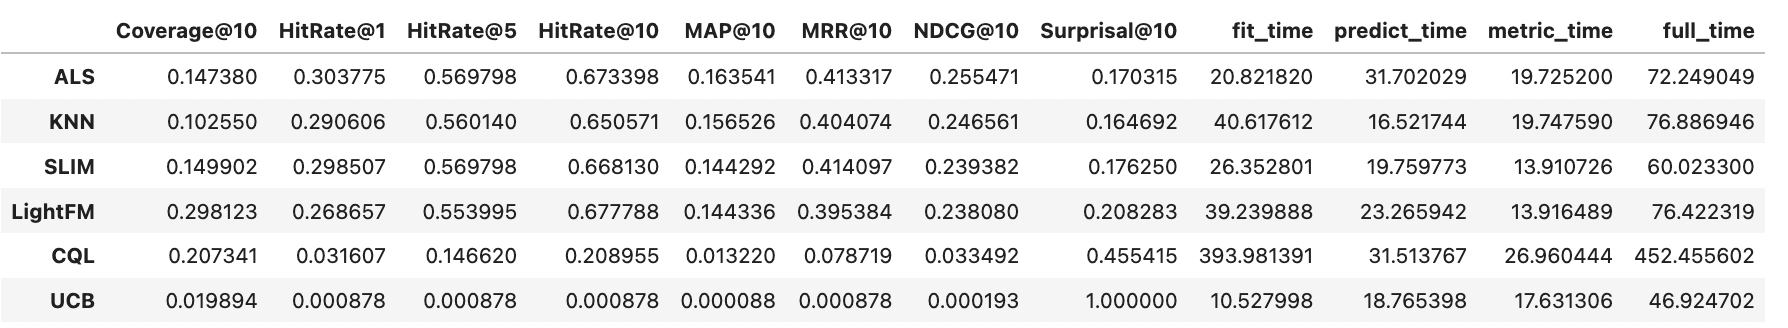 Coverage@10 HitRate@1 HitRate@5 HitRate@10 MAP@10 MRR@10 NDCG@10 Surprisal@10 fit_time predict_time metric_time full_time
ALS 0.147380 0.303775 0.569798 0.673398 0.163541 0.413317 0.255471 0.170315 20.821820 31.702029 19.725200 72.249049
KNN 0.102550 0.290606 0.560140 0.650571 0.156526 0.404074 0.246561 0.164692 40.617612 16.521744 19.747590 76.886946
SLIM 0.149902 0.298507 0.569798 0.668130 0.144292 0.414097 0.239382 0.176250 26.352801 19.759773 13.910726 60.023300
LightFM 0.298123 0.268657 0.553995 0.677788 0.144336 0.395384 0.238080 0.208283 39.239888 23.265942 13.916489 76.422319
CQL 0.207341 0.031607 0.146620 0.208955 0.013220 0.078719 0.033492 0.455415 393.981391 31.513767 26.960444 452.455602
UCB 0.019894 0.000878 0.000878 0.000878 0.000088 0.000878 0.000193 1.000000 10.527998 18.765398 17.631306 46.924702